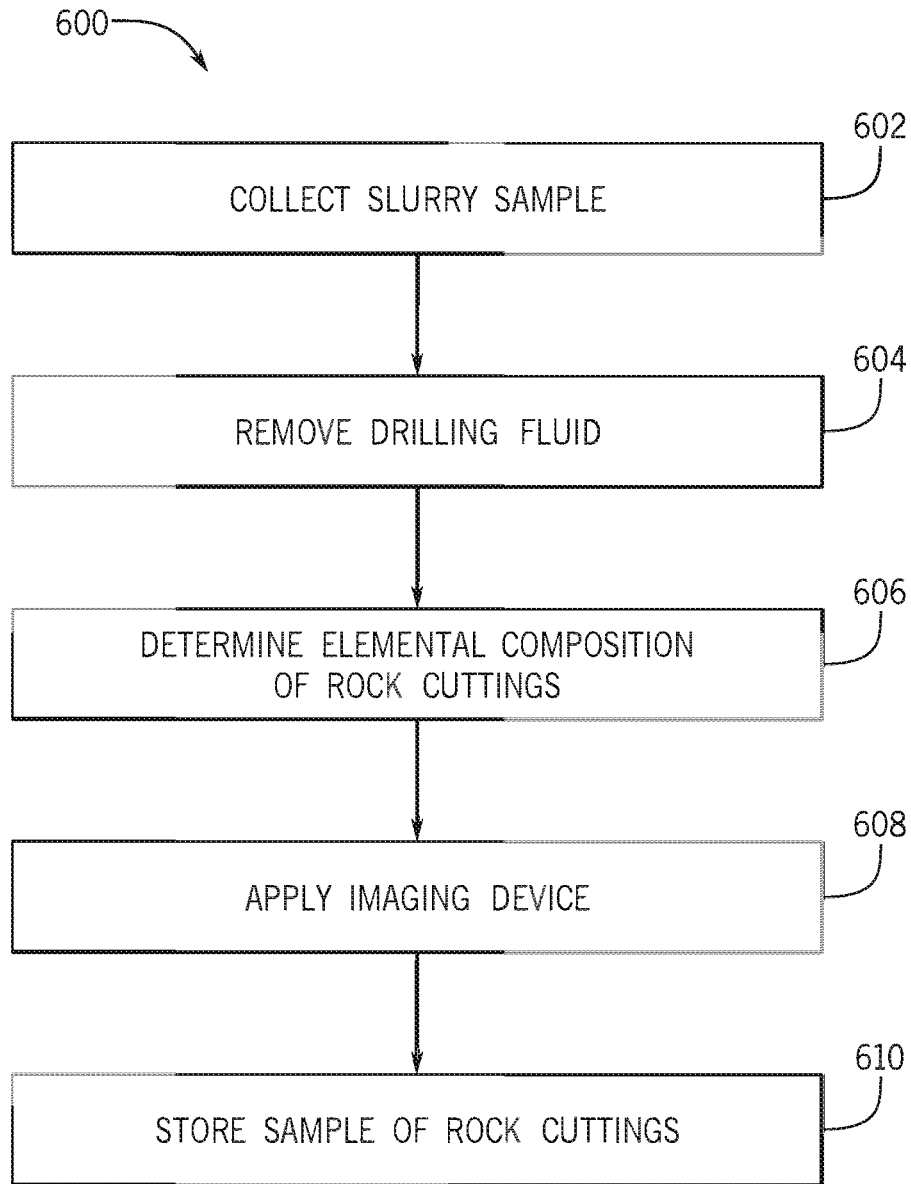 600
602
COLLECT SLURRY SAMPLE
604
REMOVE DRILLING FLUID
606
DETERMINE ELEMENTAL COMPOSITION
OF ROCK CUTTINGS
608
APPLY IMAGING DEVICE
610
STORE SAMPLE OF ROCK CUTTINGS